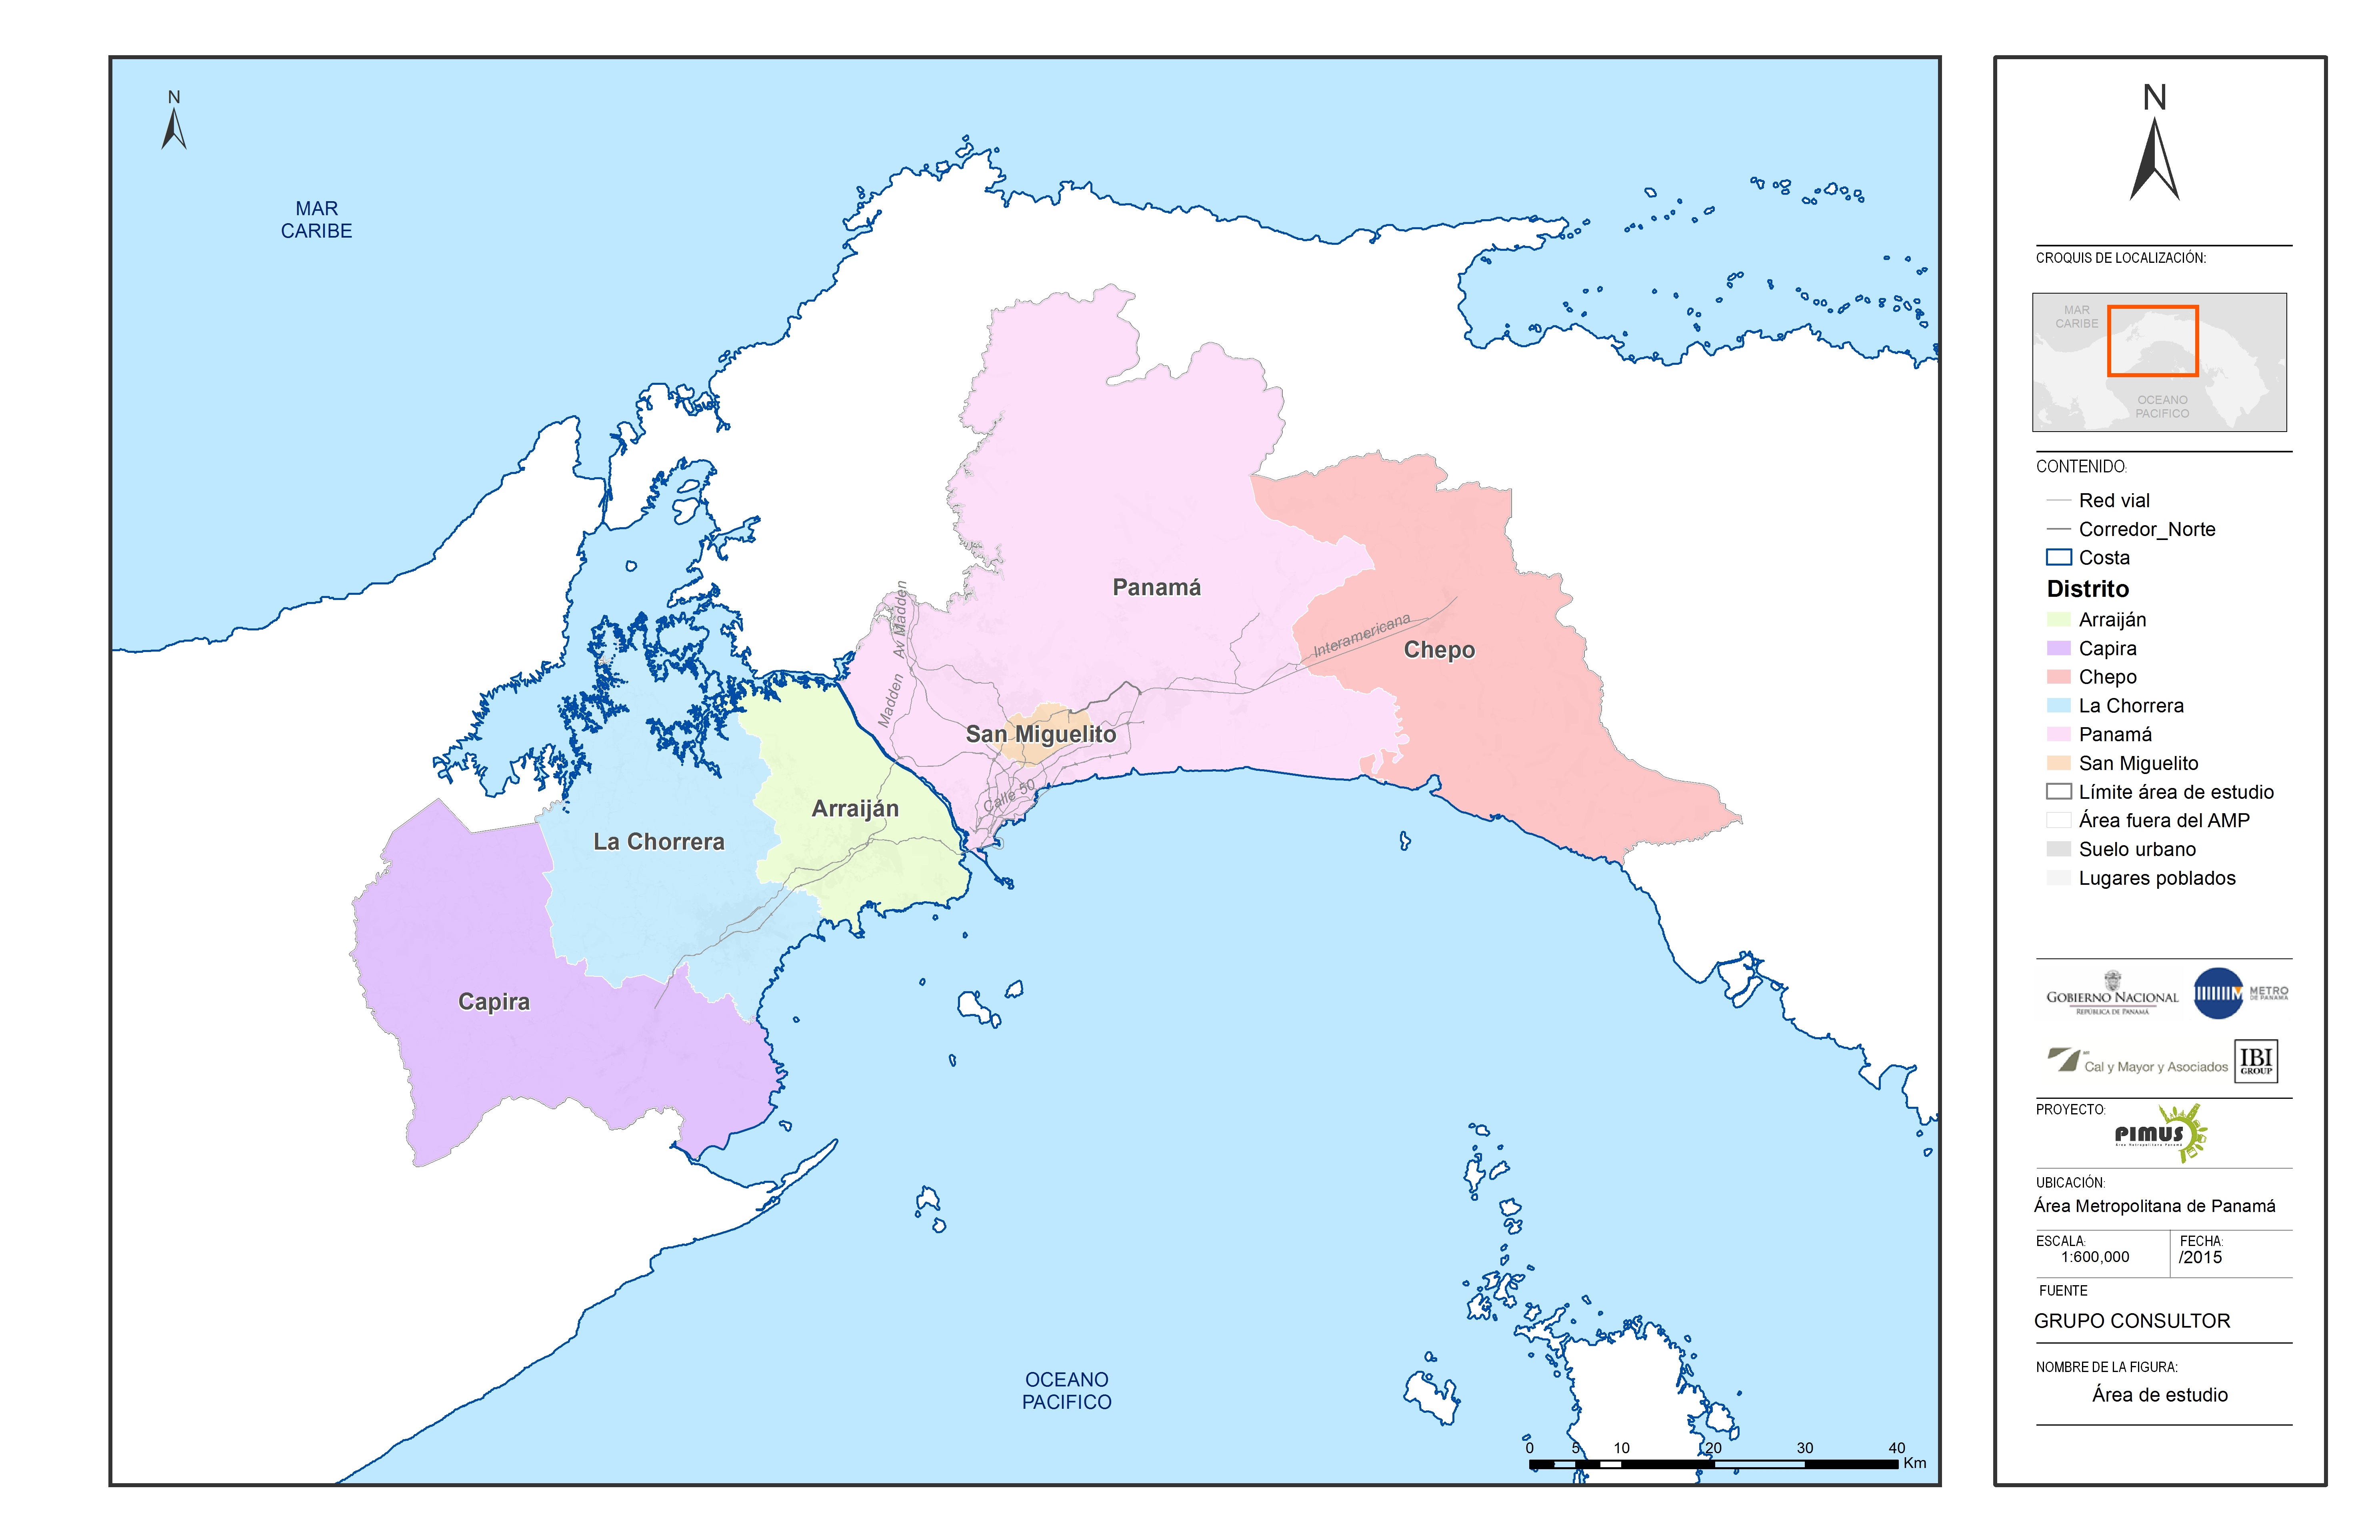 N
MAR
CARIBE
Av Madden
Madden
Panamá
Interamericana
Chepo
San Miguelito
Calle 50
Arraiján
La Chorrera
Capira
OCEANO
PACIFICO
0 5 10 20 30 40
Km
N
CROQUIS DE LOCALIZACIÓN:
MAR
CARIBE
OCEANO
PACIFICO
CONTENIDO:
Red vial
Corredor_Norte
Costa
Distrito
Arraiján
Capira
Chepo
La Chorrera
Panamá
San Miguelito
Límite área de estudio
Área fuera del AMP
Suelo urbano
Lugares poblados
GOBIERNO NACIONAL
REPÚBLICA DE PANAMÁ
METRO
DE PANAMÁ
Cal y Mayor y Asociados
IBI
GROUP
PROYECTO:
PIMUS
Área Metropolitana Panamá
UBICACIÓN:
Área Metropolitana de Panamá
ESCALA:
1:600,000
FECHA:
/2015
FUENTE
GRUPO CONSULTOR
NOMBRE DE LA FIGURA:
Área de estudio